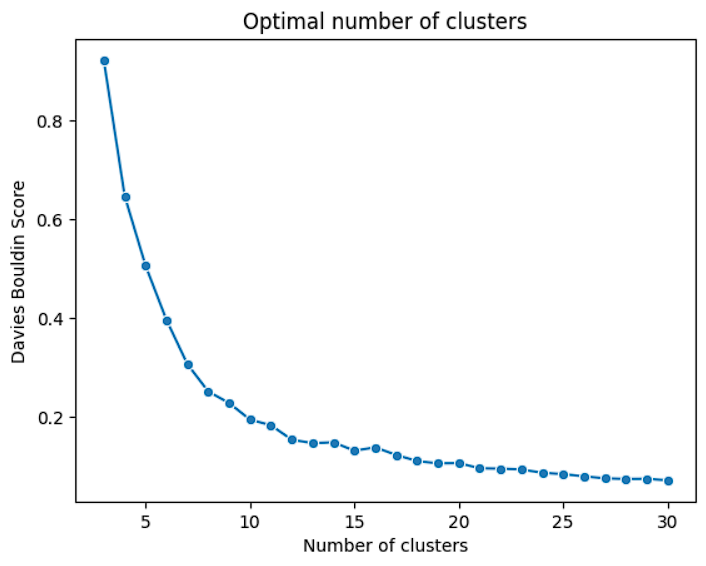 Optimal number of clusters
Davies Bouldin Score
0.8
0.6
0.4
0.2
5 10 15 20 25 30
Number of clusters